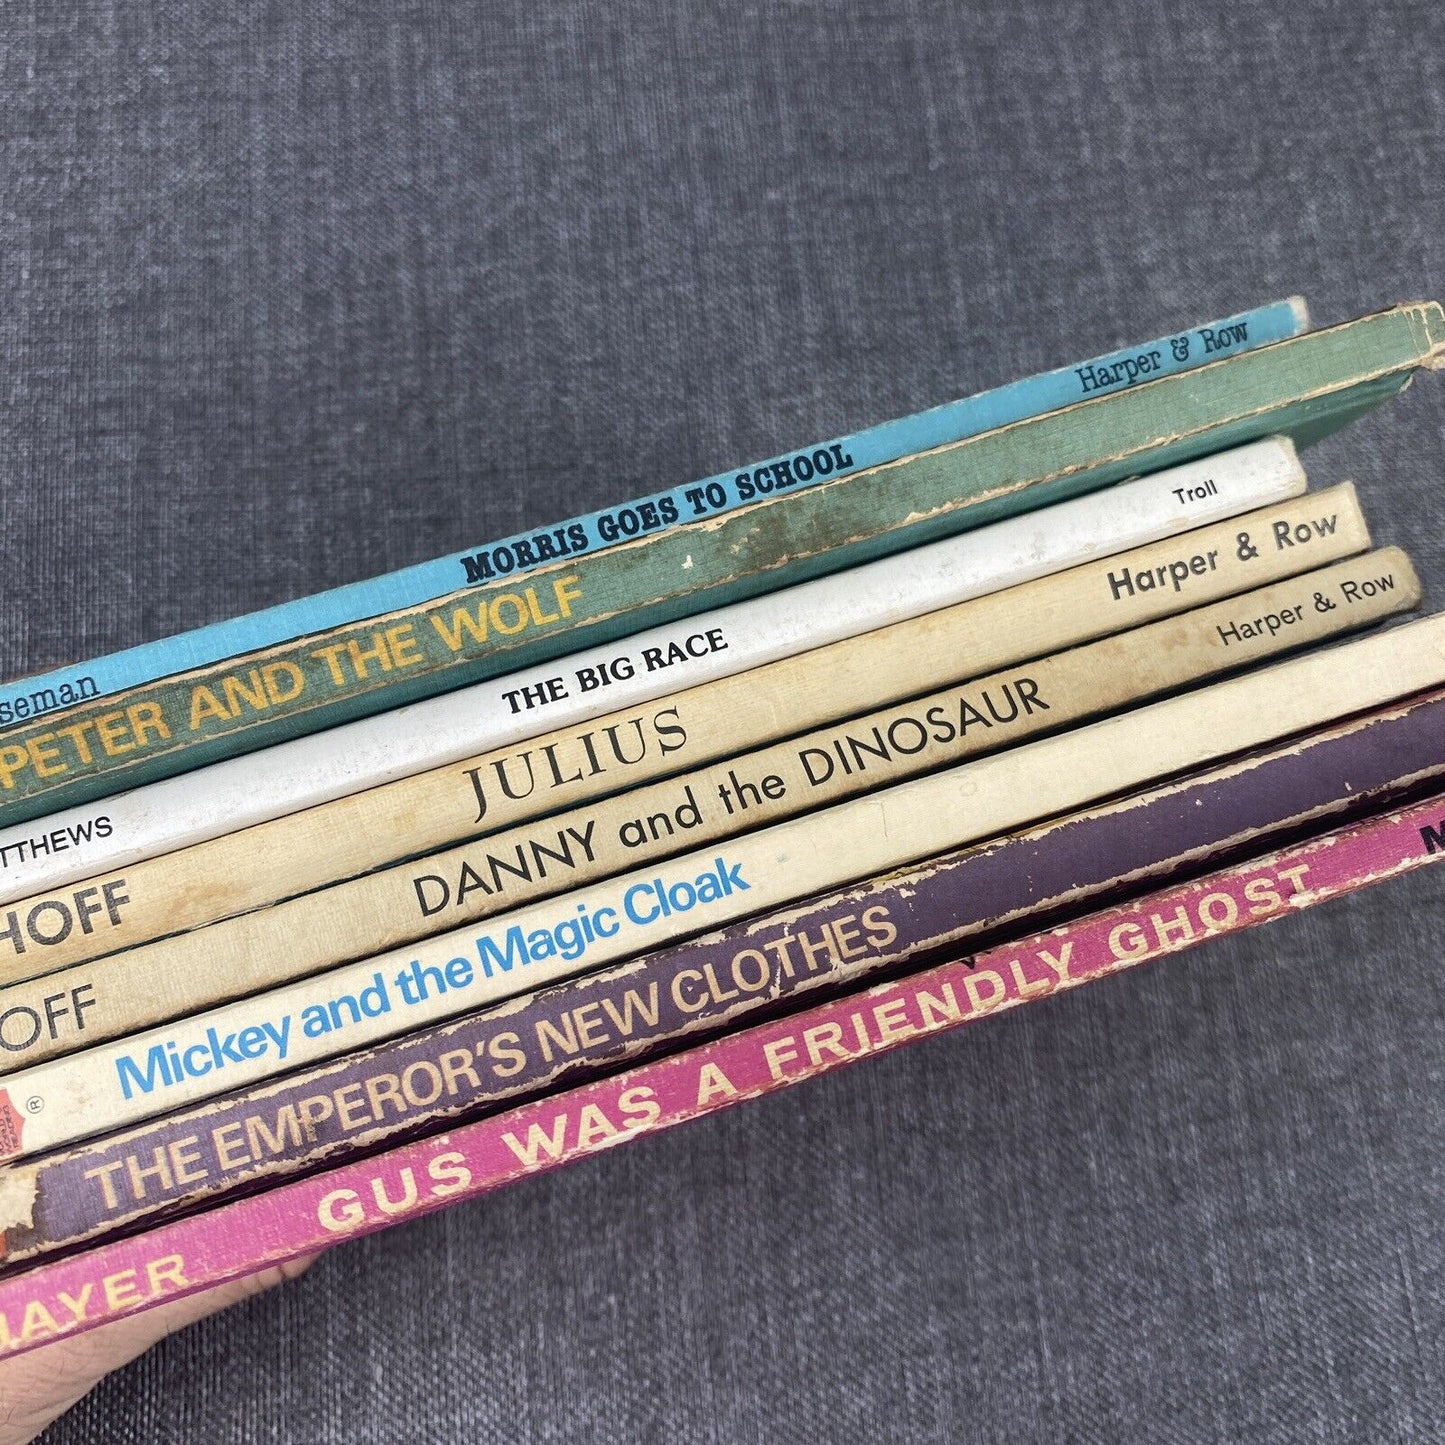 seman MORRIS GOES TO SCHOOL Harper & Row
PETER AND THE WOLF
TTHEWS THE BIG RACE Troll
HOFF JULIUS Harper & Row
OFF DANNY and the DINOSAUR Harper & Row
® Mickey and the Magic Cloak
THE EMPEROR'S NEW CLOTHES
AYER GUS WAS A FRIENDLY GHOST